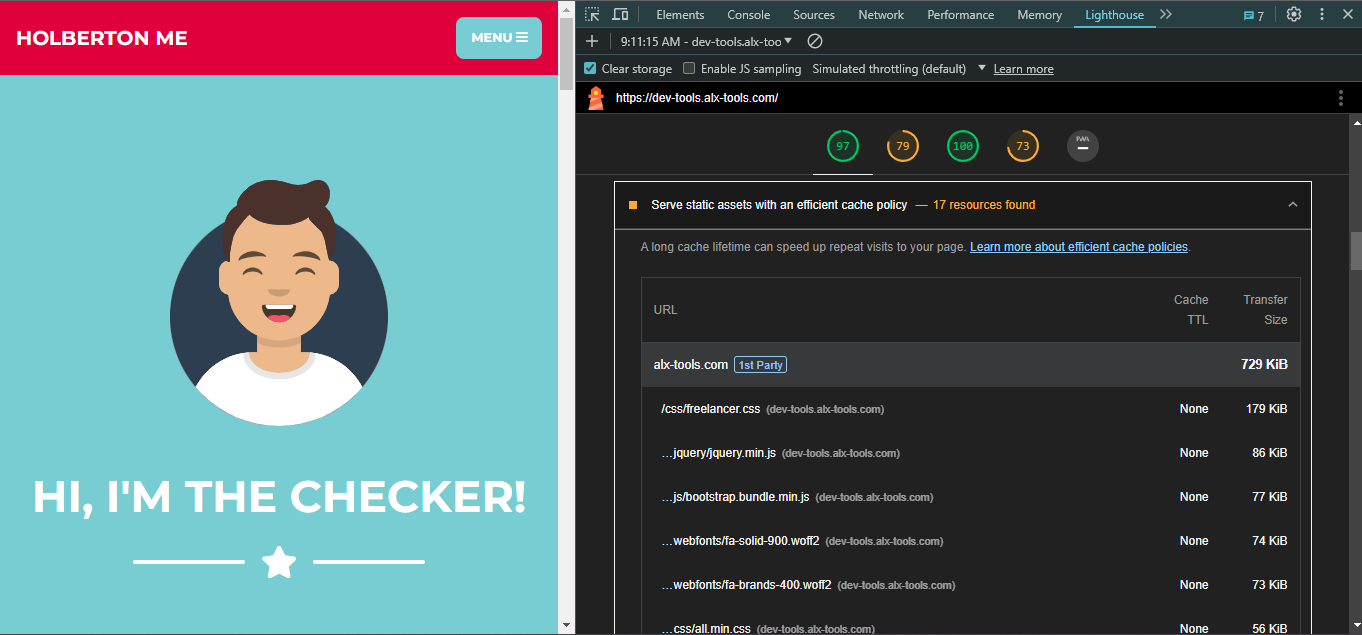 HOLBERTON ME
MENU
HI, I'M THE CHECKER!
Elements Console Sources Network Performance Memory Lighthouse 7
9:11:15 AM - dev-tools.alx-too
Clear storage Enable JS sampling Simulated throttling (default) Learn more
https://dev-tools.alx-tools.com/
97 79 100 73 PWA
Serve static assets with an efficient cache policy — 17 resources found
A long cache lifetime can speed up repeat visits to your page. Learn more about efficient cache policies.
URL Cache TTL Transfer Size
alx-tools.com 1st Party 729 KiB
/css/freelancer.css (dev-tools.alx-tools.com) None 179 KiB
…jquery/jquery.min.js (dev-tools.alx-tools.com) None 86 KiB
…js/bootstrap.bundle.min.js (dev-tools.alx-tools.com) None 77 KiB
…webfonts/fa-solid-900.woff2 (dev-tools.alx-tools.com) None 74 KiB
…webfonts/fa-brands-400.woff2 (dev-tools.alx-tools.com) None 73 KiB
…css/all.min.css (dev-tools.alx-tools.com) None 56 KiB